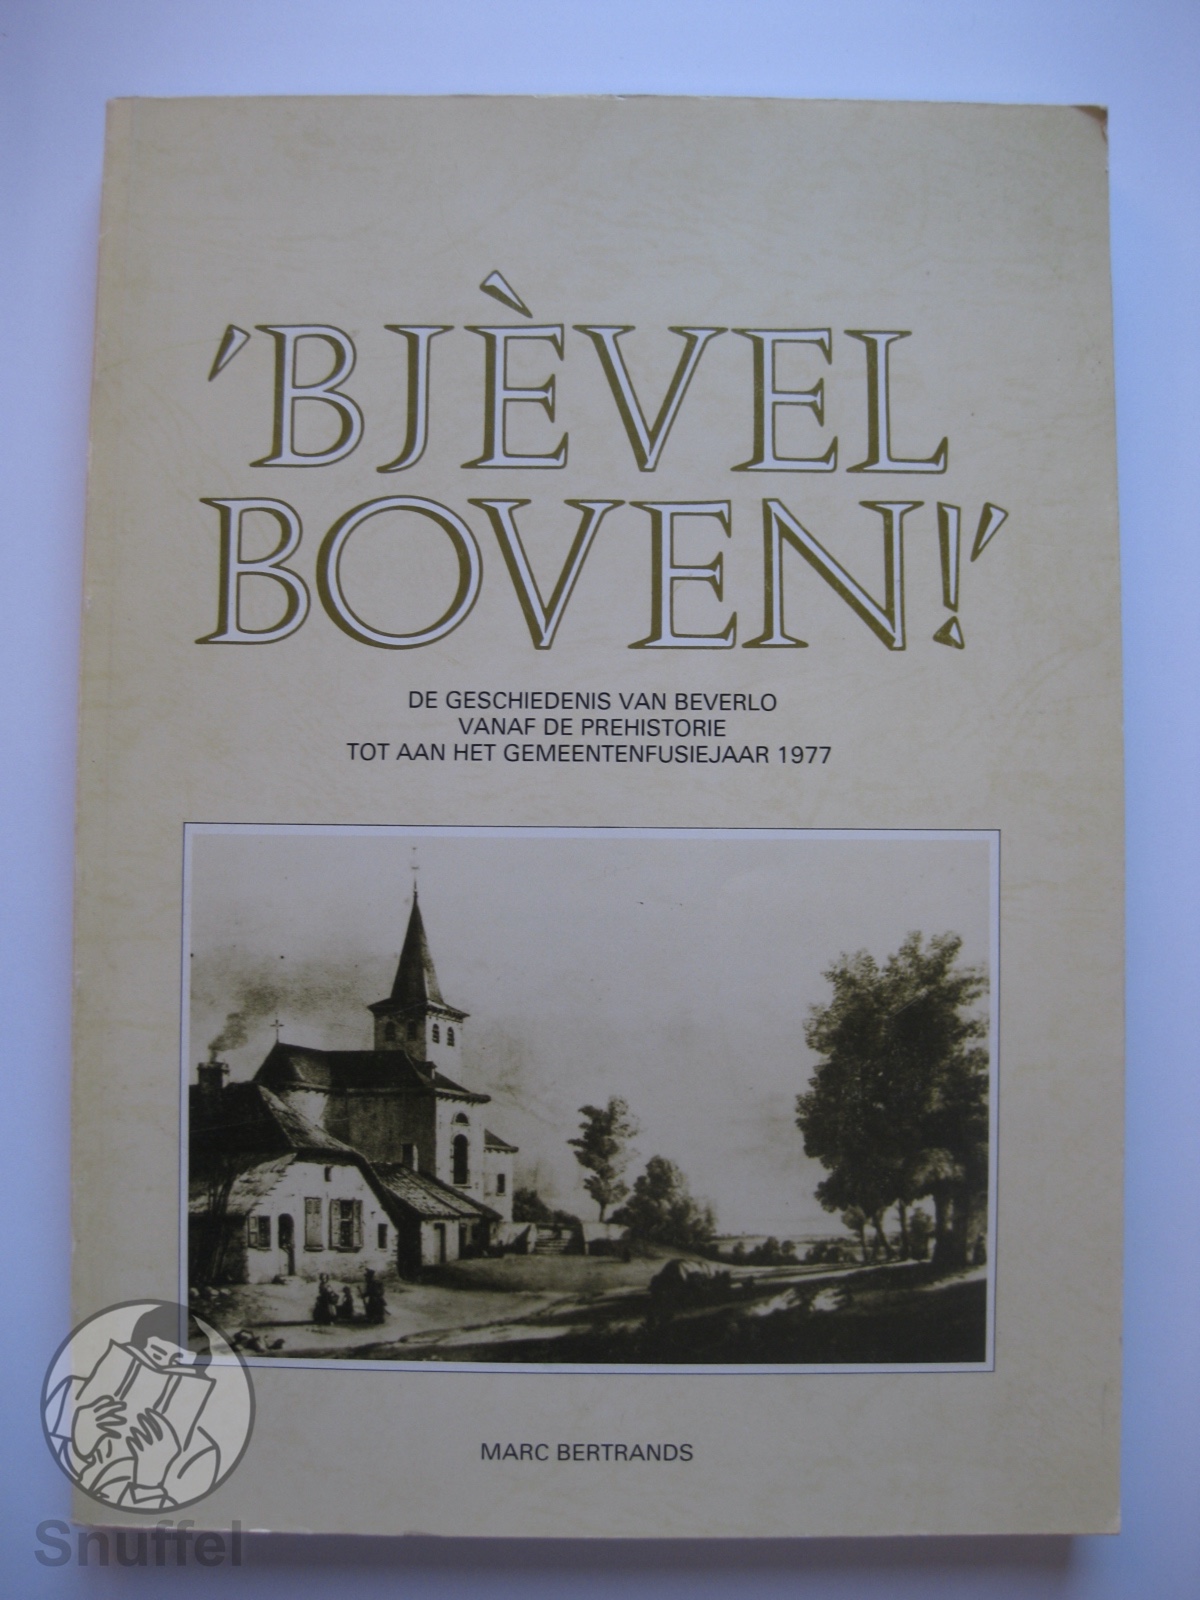 'BJÈVEL
BOVEN!'
DE GESCHIEDENIS VAN BEVERLO
VANAF DE PREHISTORIE
TOT AAN HET GEMEENTENFUSIEJAAR 1977
MARC BERTRANDS
Snuffel